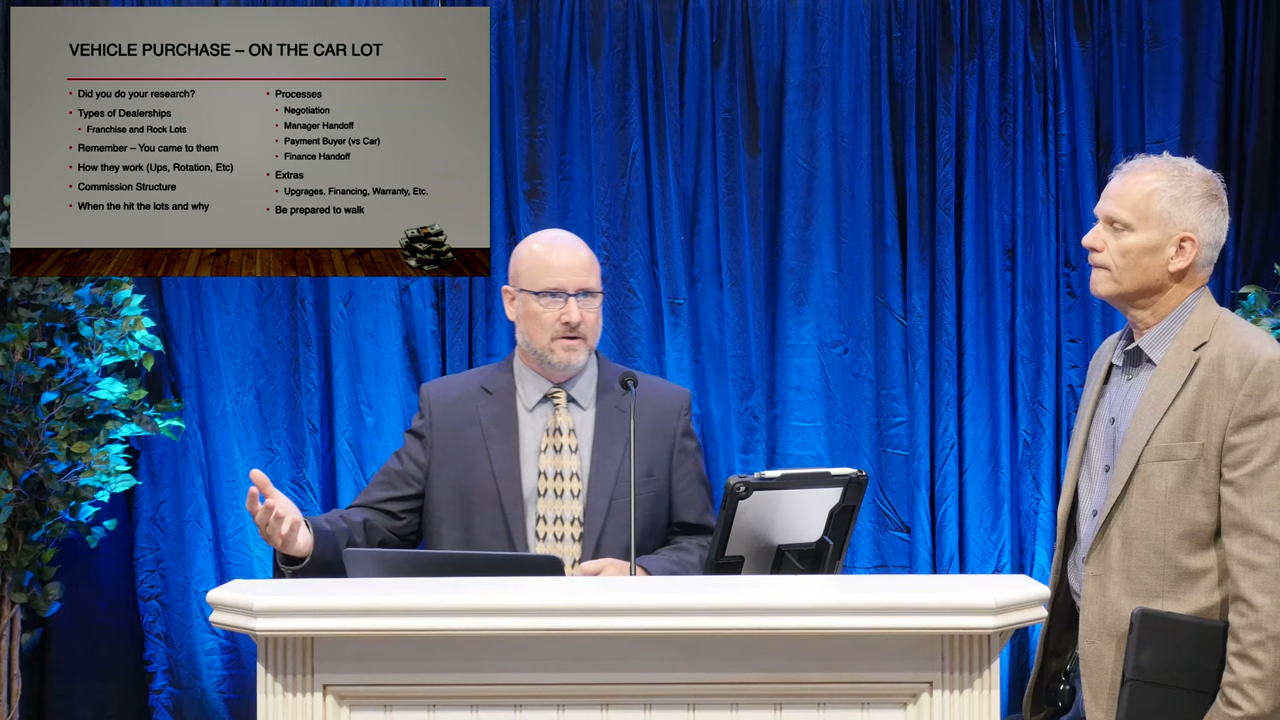 VEHICLE PURCHASE – ON THE CAR LOT
Did you do your research?
Types of Dealerships
Franchise and Rock Lots
Remember – You came to them
How they work (Ups, Rotation, Etc)
Commission Structure
When the hit the lots and why
Processes
Negotiation
Manager Handoff
Payment Buyer (vs Car)
Finance Handoff
Extras
Upgrages, Financing, Warranty, Etc.
Be prepared to walk